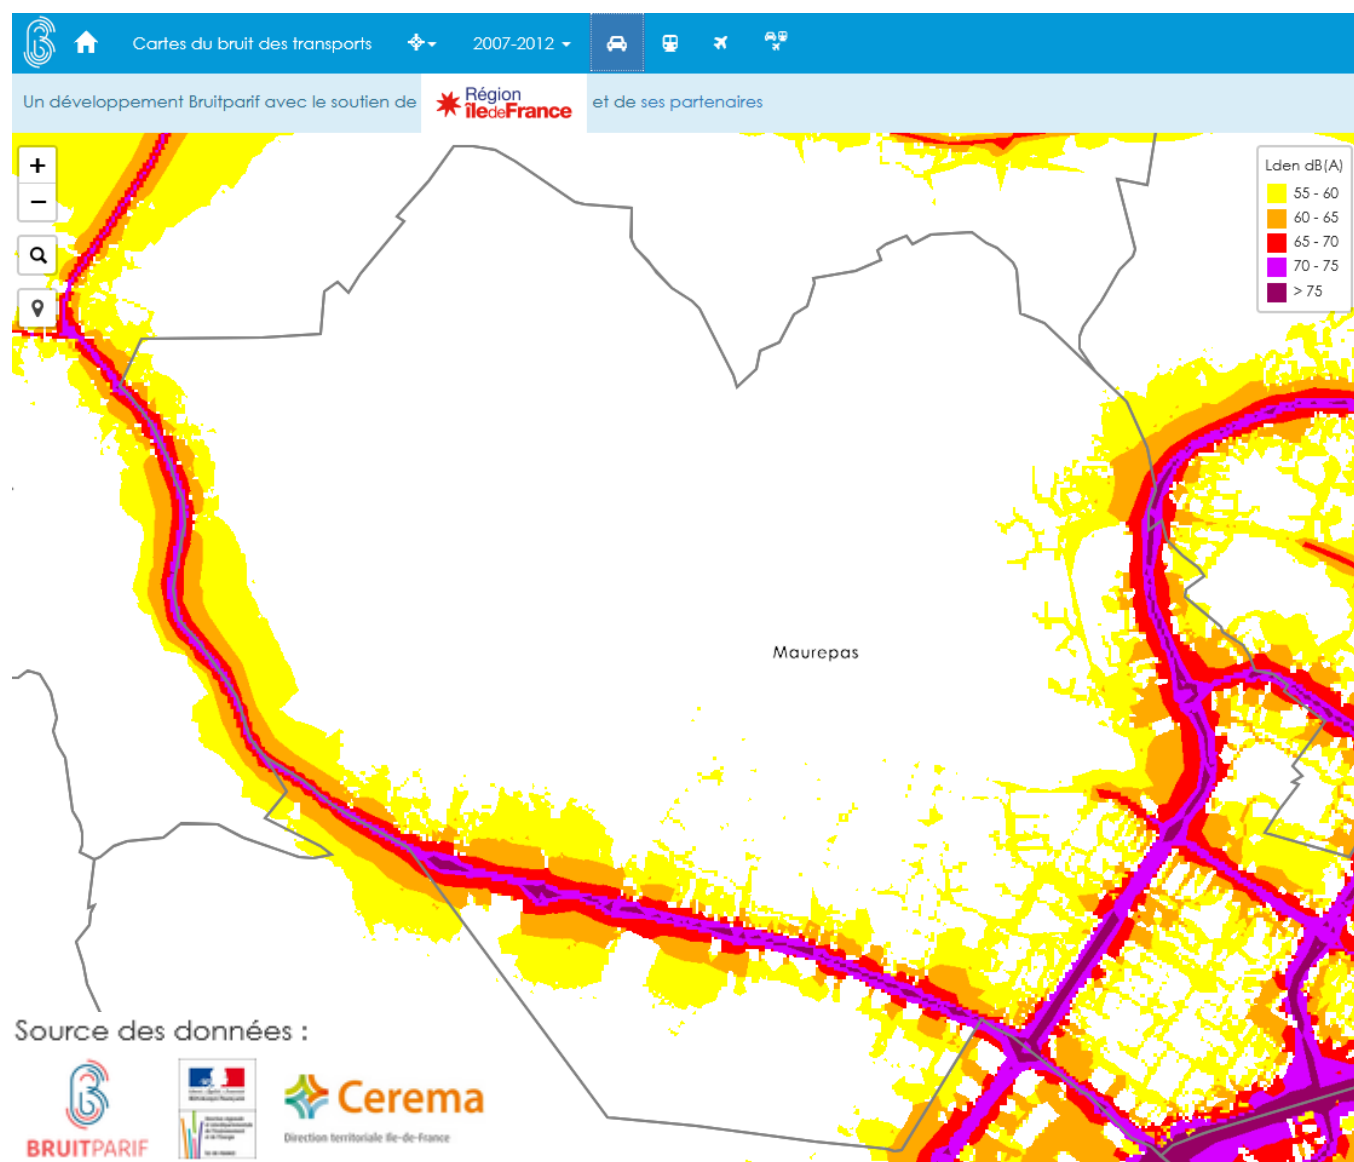 Cartes du bruit des transports 2007-2012
Un développement Bruitparif avec le soutien de Région îledeFrance et de ses partenaires
+
−
Lden dB(A)
55 - 60
60 - 65
65 - 70
70 - 75
> 75
Maurepas
Source des données :
BRUITPARIF
Cerema
Direction territoriale Ile-de-France